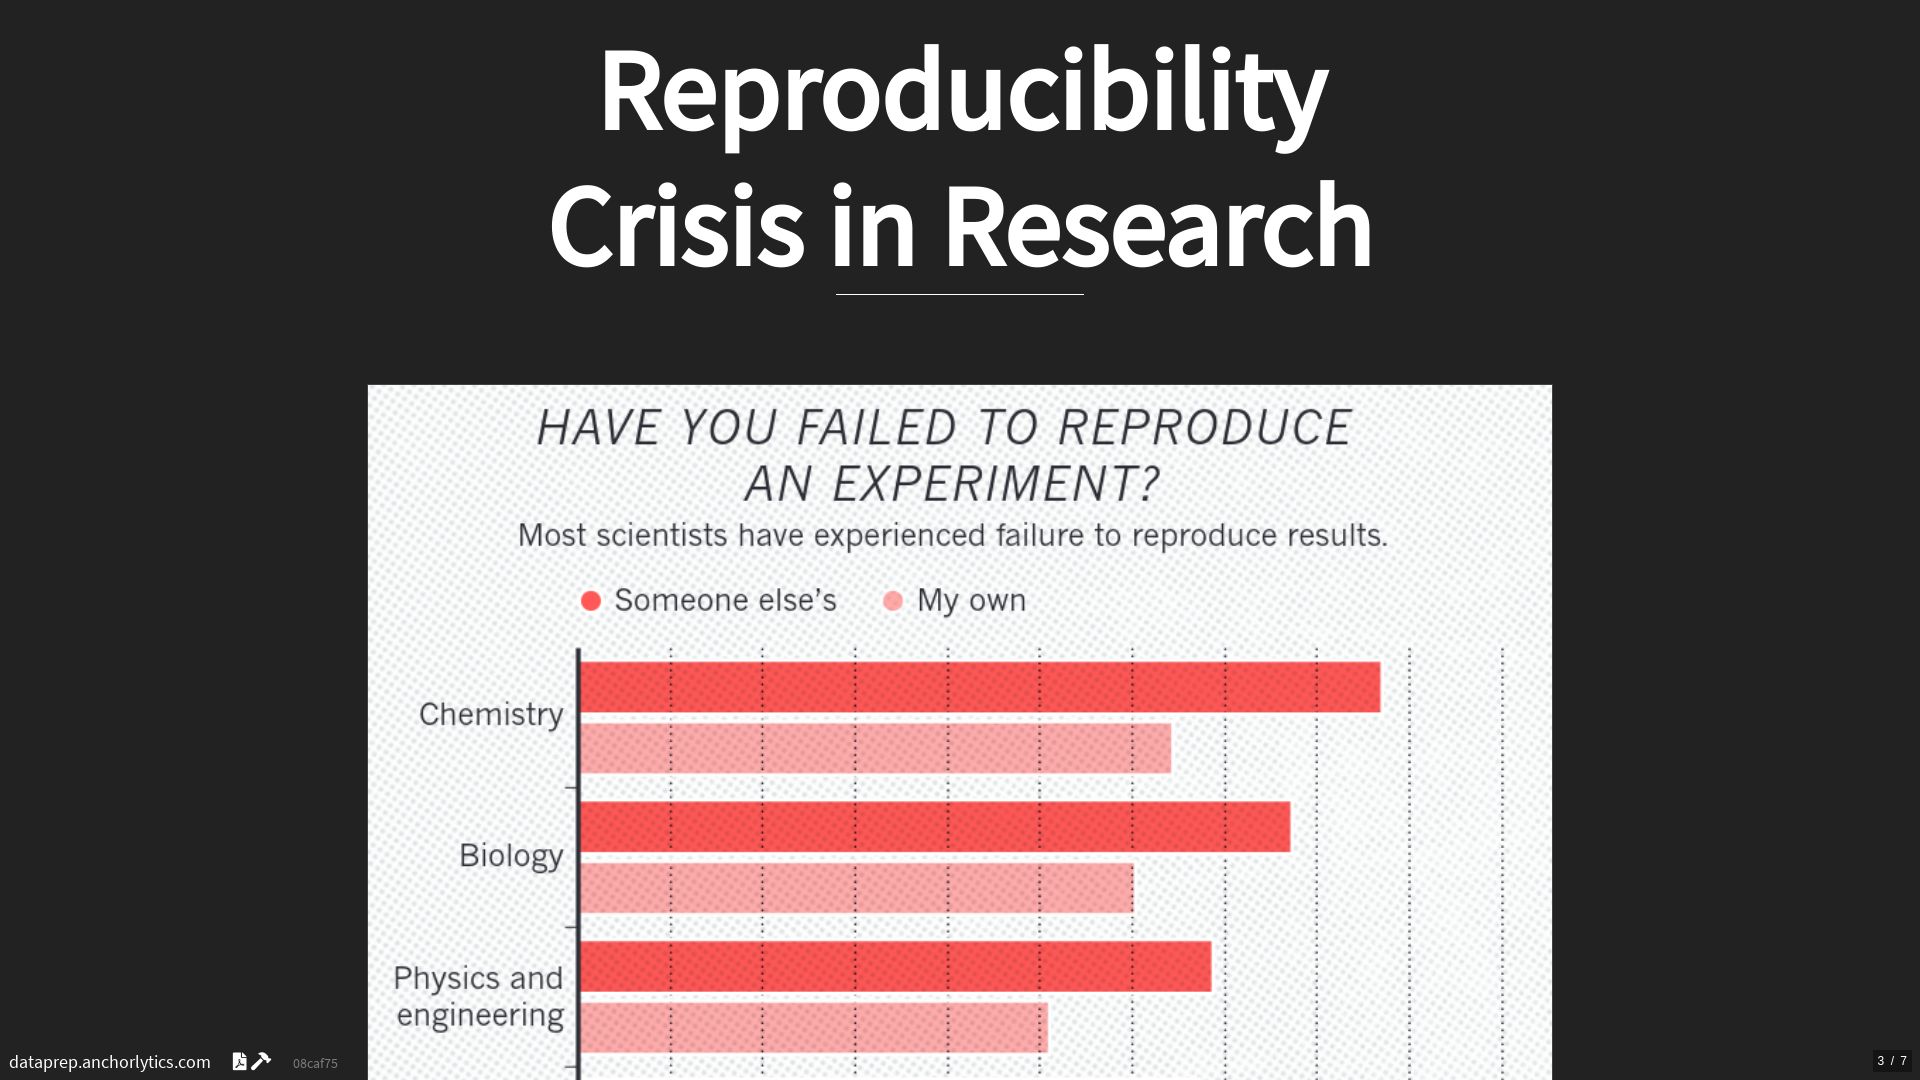 Reproducibility
Crisis in Research
HAVE YOU FAILED TO REPRODUCE
AN EXPERIMENT?
Most scientists have experienced failure to reproduce results.
Someone else’s My own
Chemistry
Biology
Physics and
engineering
dataprep.anchorlytics.com 08caf75 3 / 7